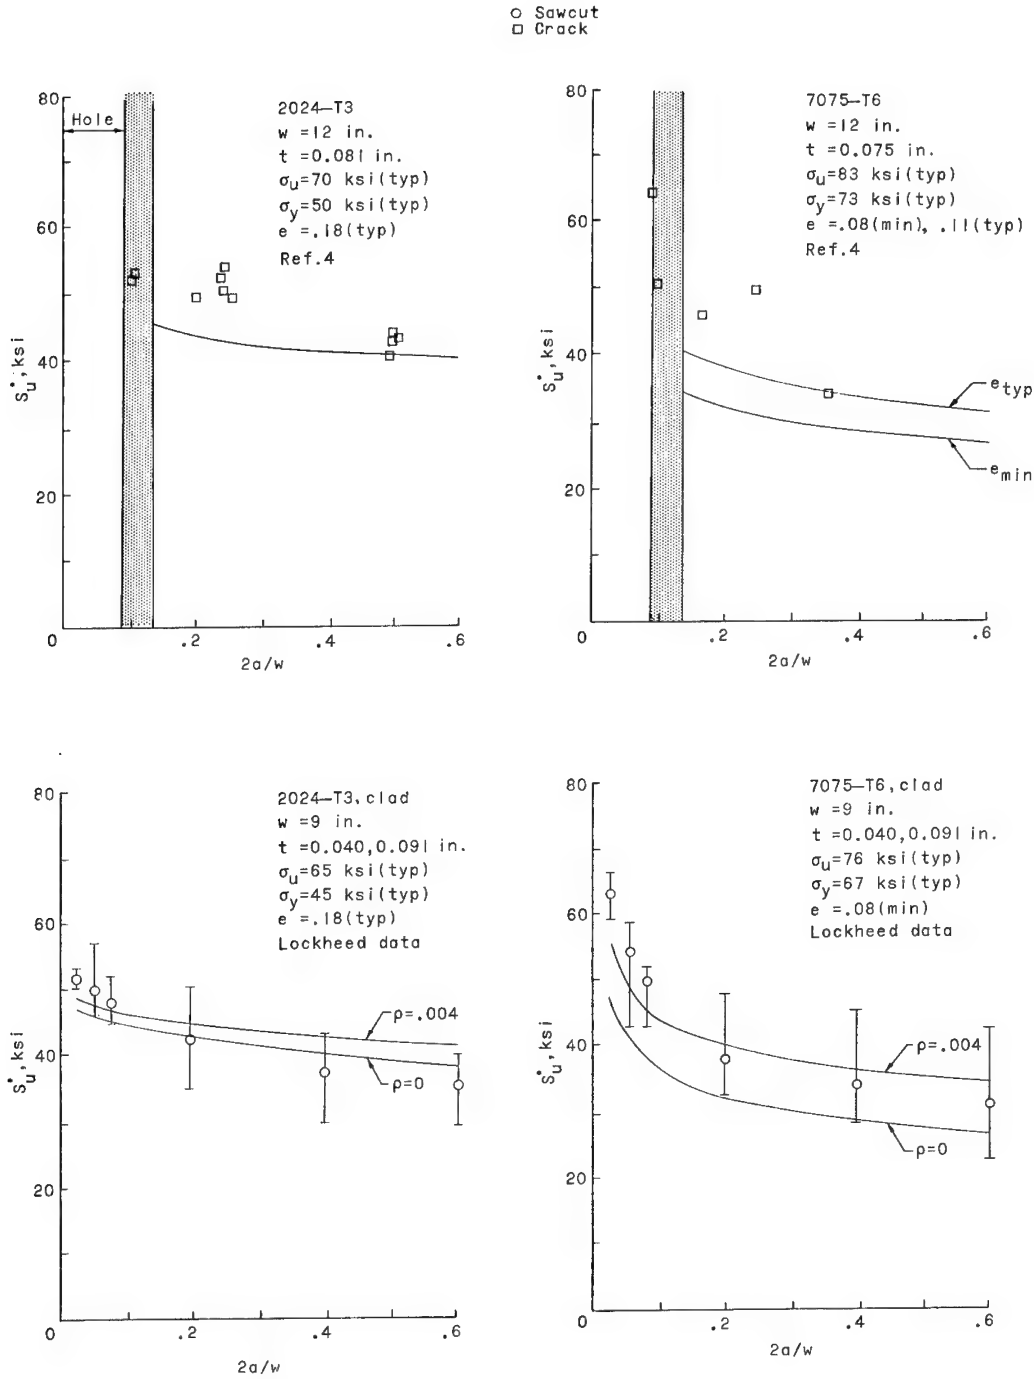 ○ Sawcut
□ Crack
80
60
40
20
0
.2
.4
.6
S*u, ksi
2a/w
Hole
2024–T3
w =12 in.
t =0.081 in.
σu=70 ksi(typ)
σy=50 ksi(typ)
e =.18(typ)
Ref.4
80
60
40
20
0
.2
.4
.6
S*u, ksi
2a/w
7075–T6
w =12 in.
t =0.075 in.
σu=83 ksi(typ)
σy=73 ksi(typ)
e =.08(min), .11(typ)
Ref.4
e typ
e min
80
60
40
20
0
.2
.4
.6
S*u, ksi
2a/w
2024–T3, clad
w =9 in.
t =0.040,0.091 in.
σu=65 ksi(typ)
σy=45 ksi(typ)
e =.18(typ)
Lockheed data
ρ=.004
ρ=0
80
60
40
20
0
.2
.4
.6
S*u, ksi
2a/w
7075–T6, clad
w =9 in.
t =0.040,0.091 in.
σu=76 ksi(typ)
σy=67 ksi(typ)
e =.08(min)
Lockheed data
ρ=.004
ρ=0